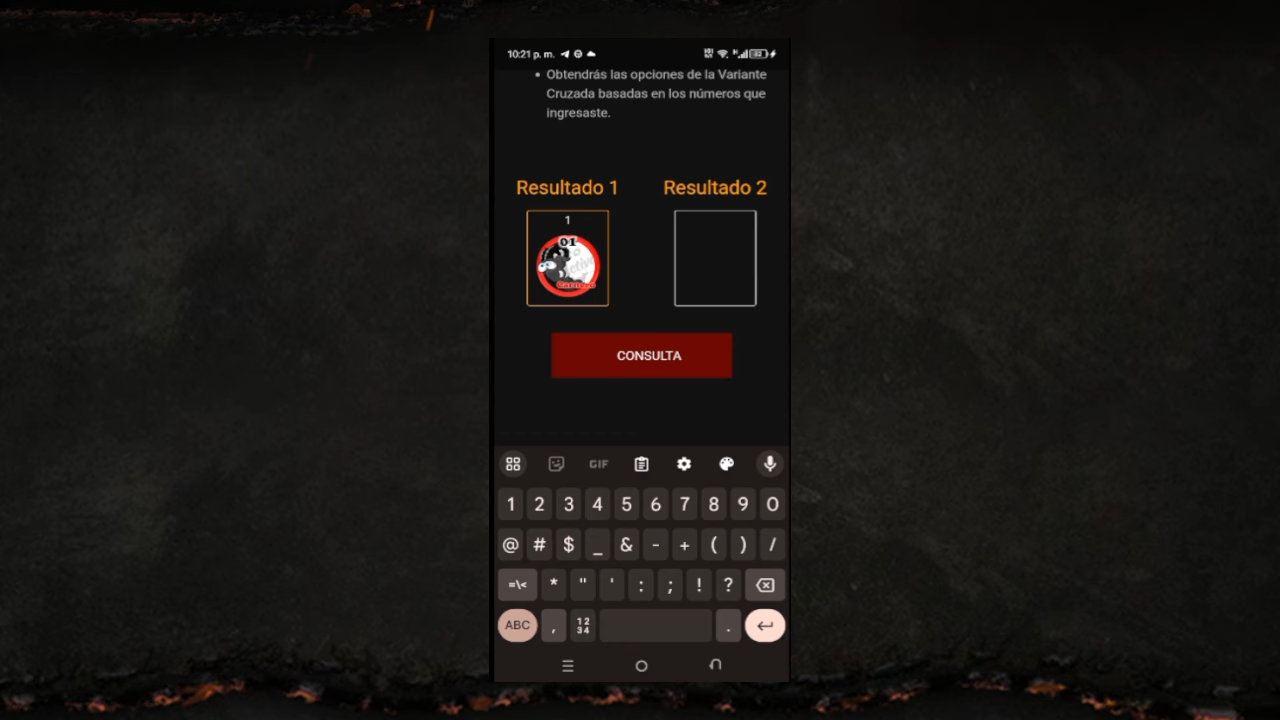 10:21 p. m.
• Obtendrás las opciones de la Variante
Cruzada basadas en los números que
ingresaste.
Resultado 1 Resultado 2
1
01
Carnero
CONSULTA
GIF
1 2 3 4 5 6 7 8 9 0
@ # $ _ & - + ( ) /
=\< * " ' : ; ! ?
ABC , 12 34 .